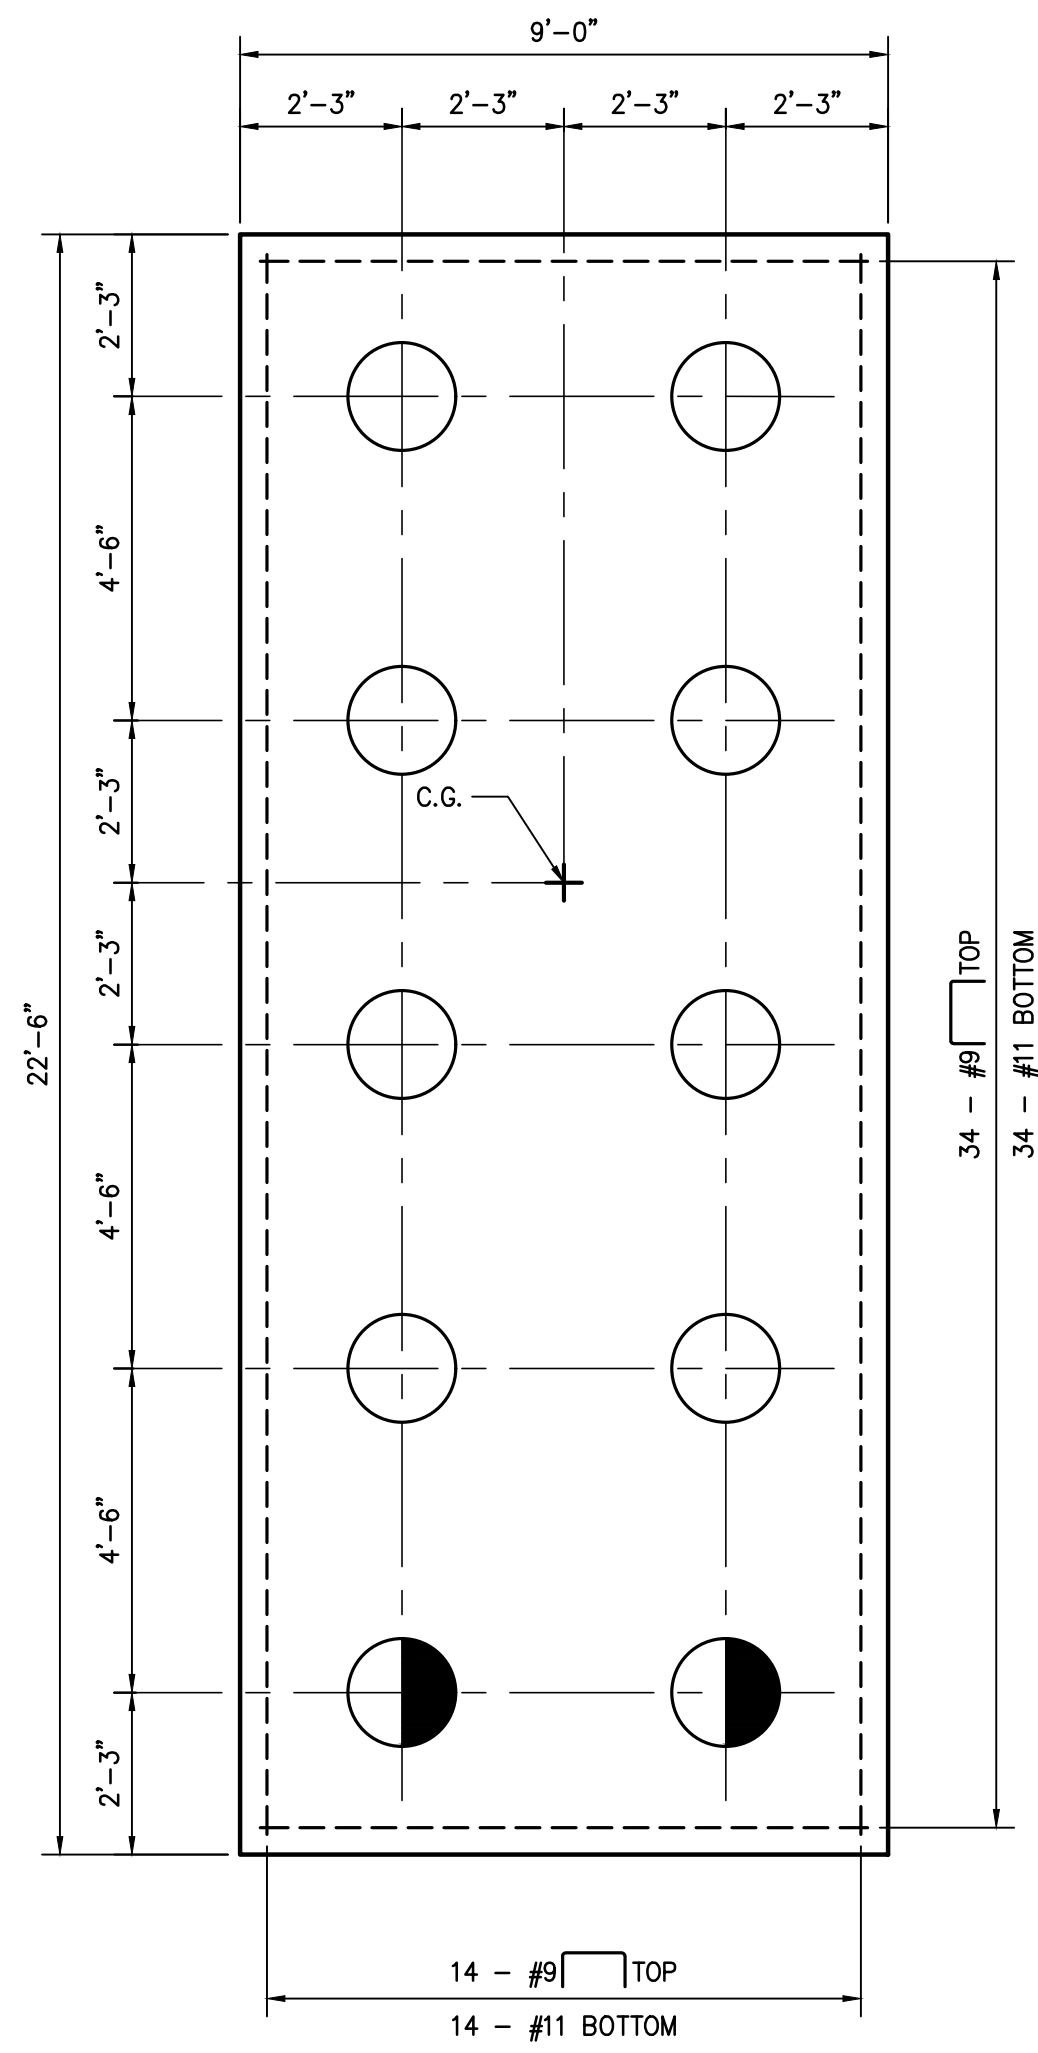 9'-0"
2'-3" 2'-3" 2'-3" 2'-3"
2'-3"
4'-6"
2'-3"
C.G.
2'-3"
22'-6"
4'-6"
4'-6"
2'-3"
34 - #9 TOP
34 - #11 BOTTOM
14 - #9 TOP
14 - #11 BOTTOM